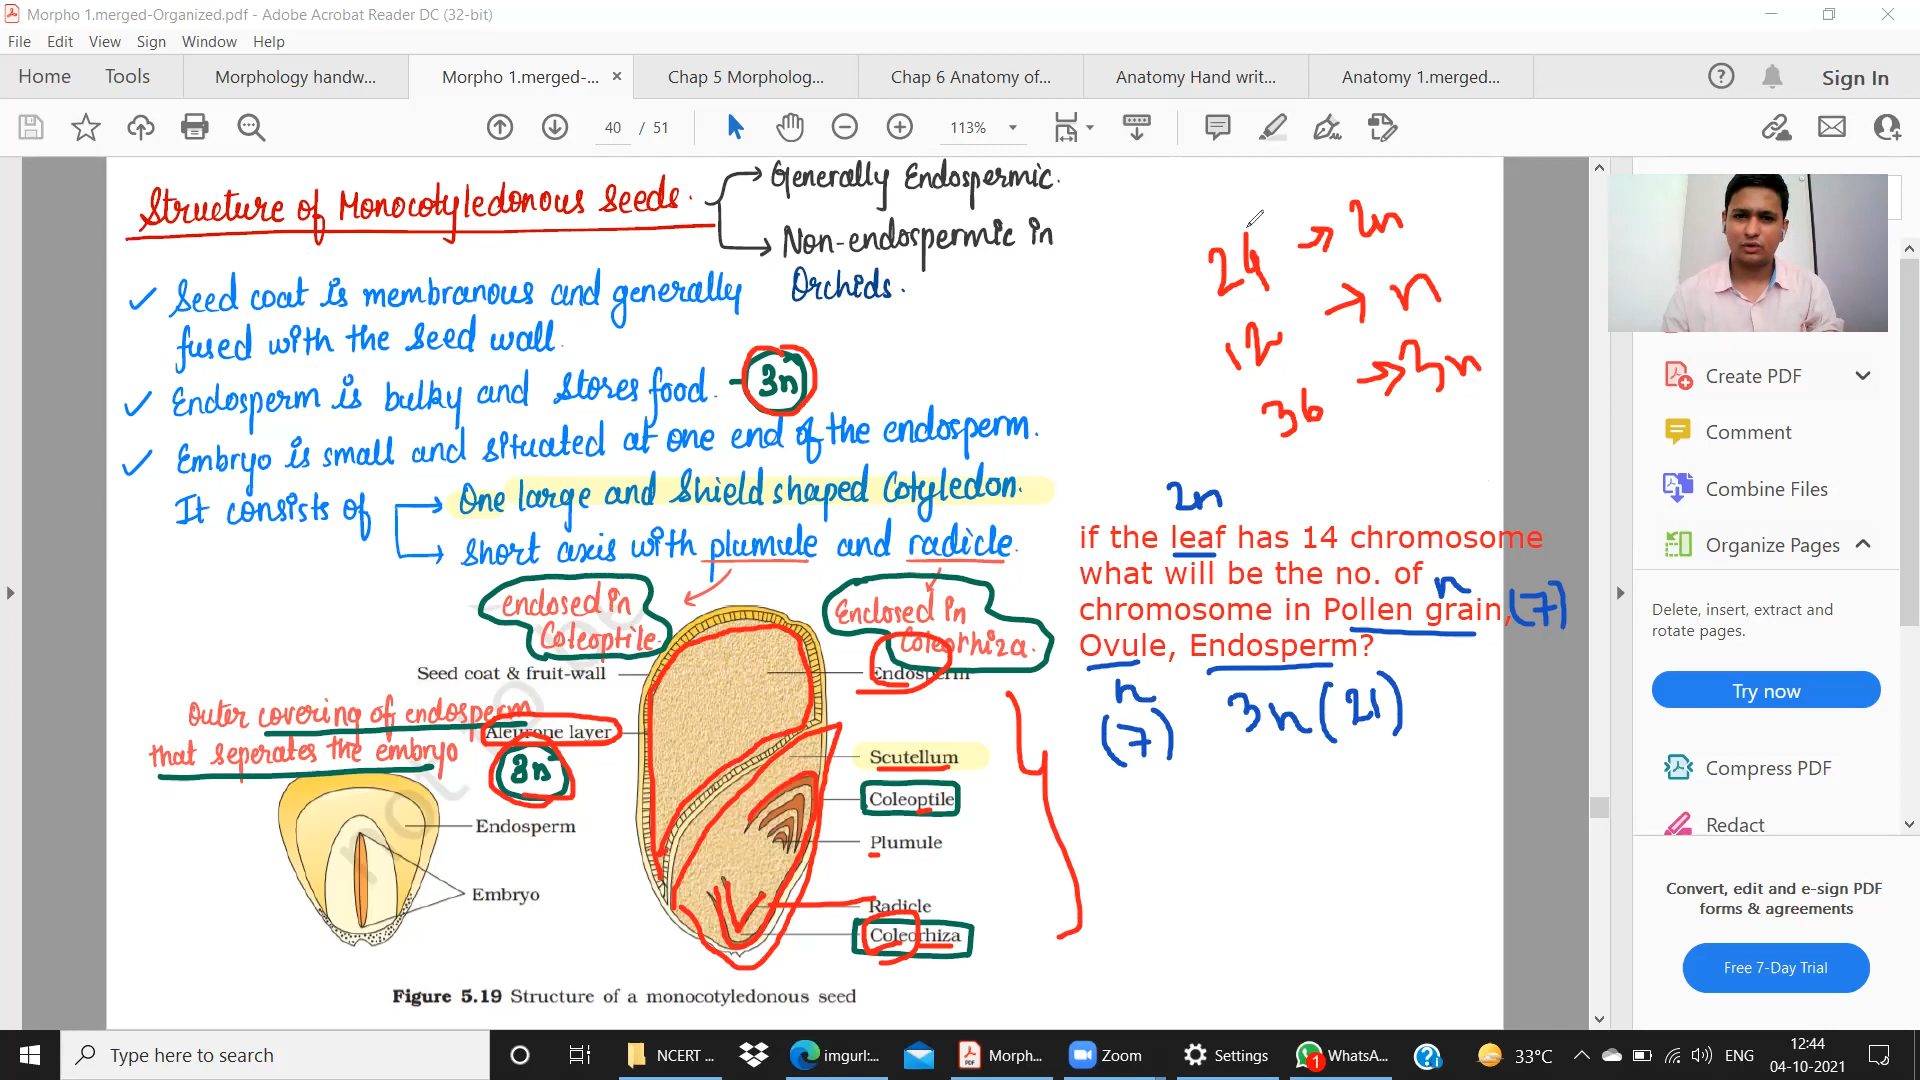 Morpho 1.merged-Organized.pdf - Adobe Acrobat Reader DC (32-bit)
File Edit View Sign Window Help
Home Tools Morphology handw... Morpho 1.merged-... × Chap 5 Morpholog... Chap 6 Anatomy of... Anatomy Hand writ... Anatomy 1.merged... Sign In
40 / 51 113%
Structure of Monocotyledonous Seeds.
Generally Endospermic.
Non-endospermic in
Orchids.
✓ Seed coat is membranous and generally
fused with the seed wall.
✓ Endosperm is bulky and stores food. - 3n
✓ Embryo is small and situated at one end of the endosperm.
It consists of
One large and Shield shaped Cotyledon.
Short axis with plumule and radicle.
enclosed in
Coleoptile.
Enclosed in
Coleorhiza.
24 → 2n
12 → n
36 → 3n
2n
if the leaf has 14 chromosome
what will be the no. of
n
chromosome in Pollen grain, (7)
Ovule, Endosperm?
n
(7)
3n (21)
Seed coat & fruit-wall
Endosperm
Outer covering of endosperm
that seperates the embryo
Aleurone layer
3n
Scutellum
Coleoptile
Plumule
Radicle
Coleorhiza
Endosperm
Embryo
Figure 5.19 Structure of a monocotyledonous seed
Create PDF
Comment
Combine Files
Organize Pages
Delete, insert, extract and
rotate pages.
Try now
Compress PDF
Redact
Convert, edit and e-sign PDF
forms & agreements
Free 7-Day Trial
Type here to search
NCERT ...
imgurl:...
Morph...
Zoom
Settings
1
WhatsA...
33°C
ENG
12:44
04-10-2021